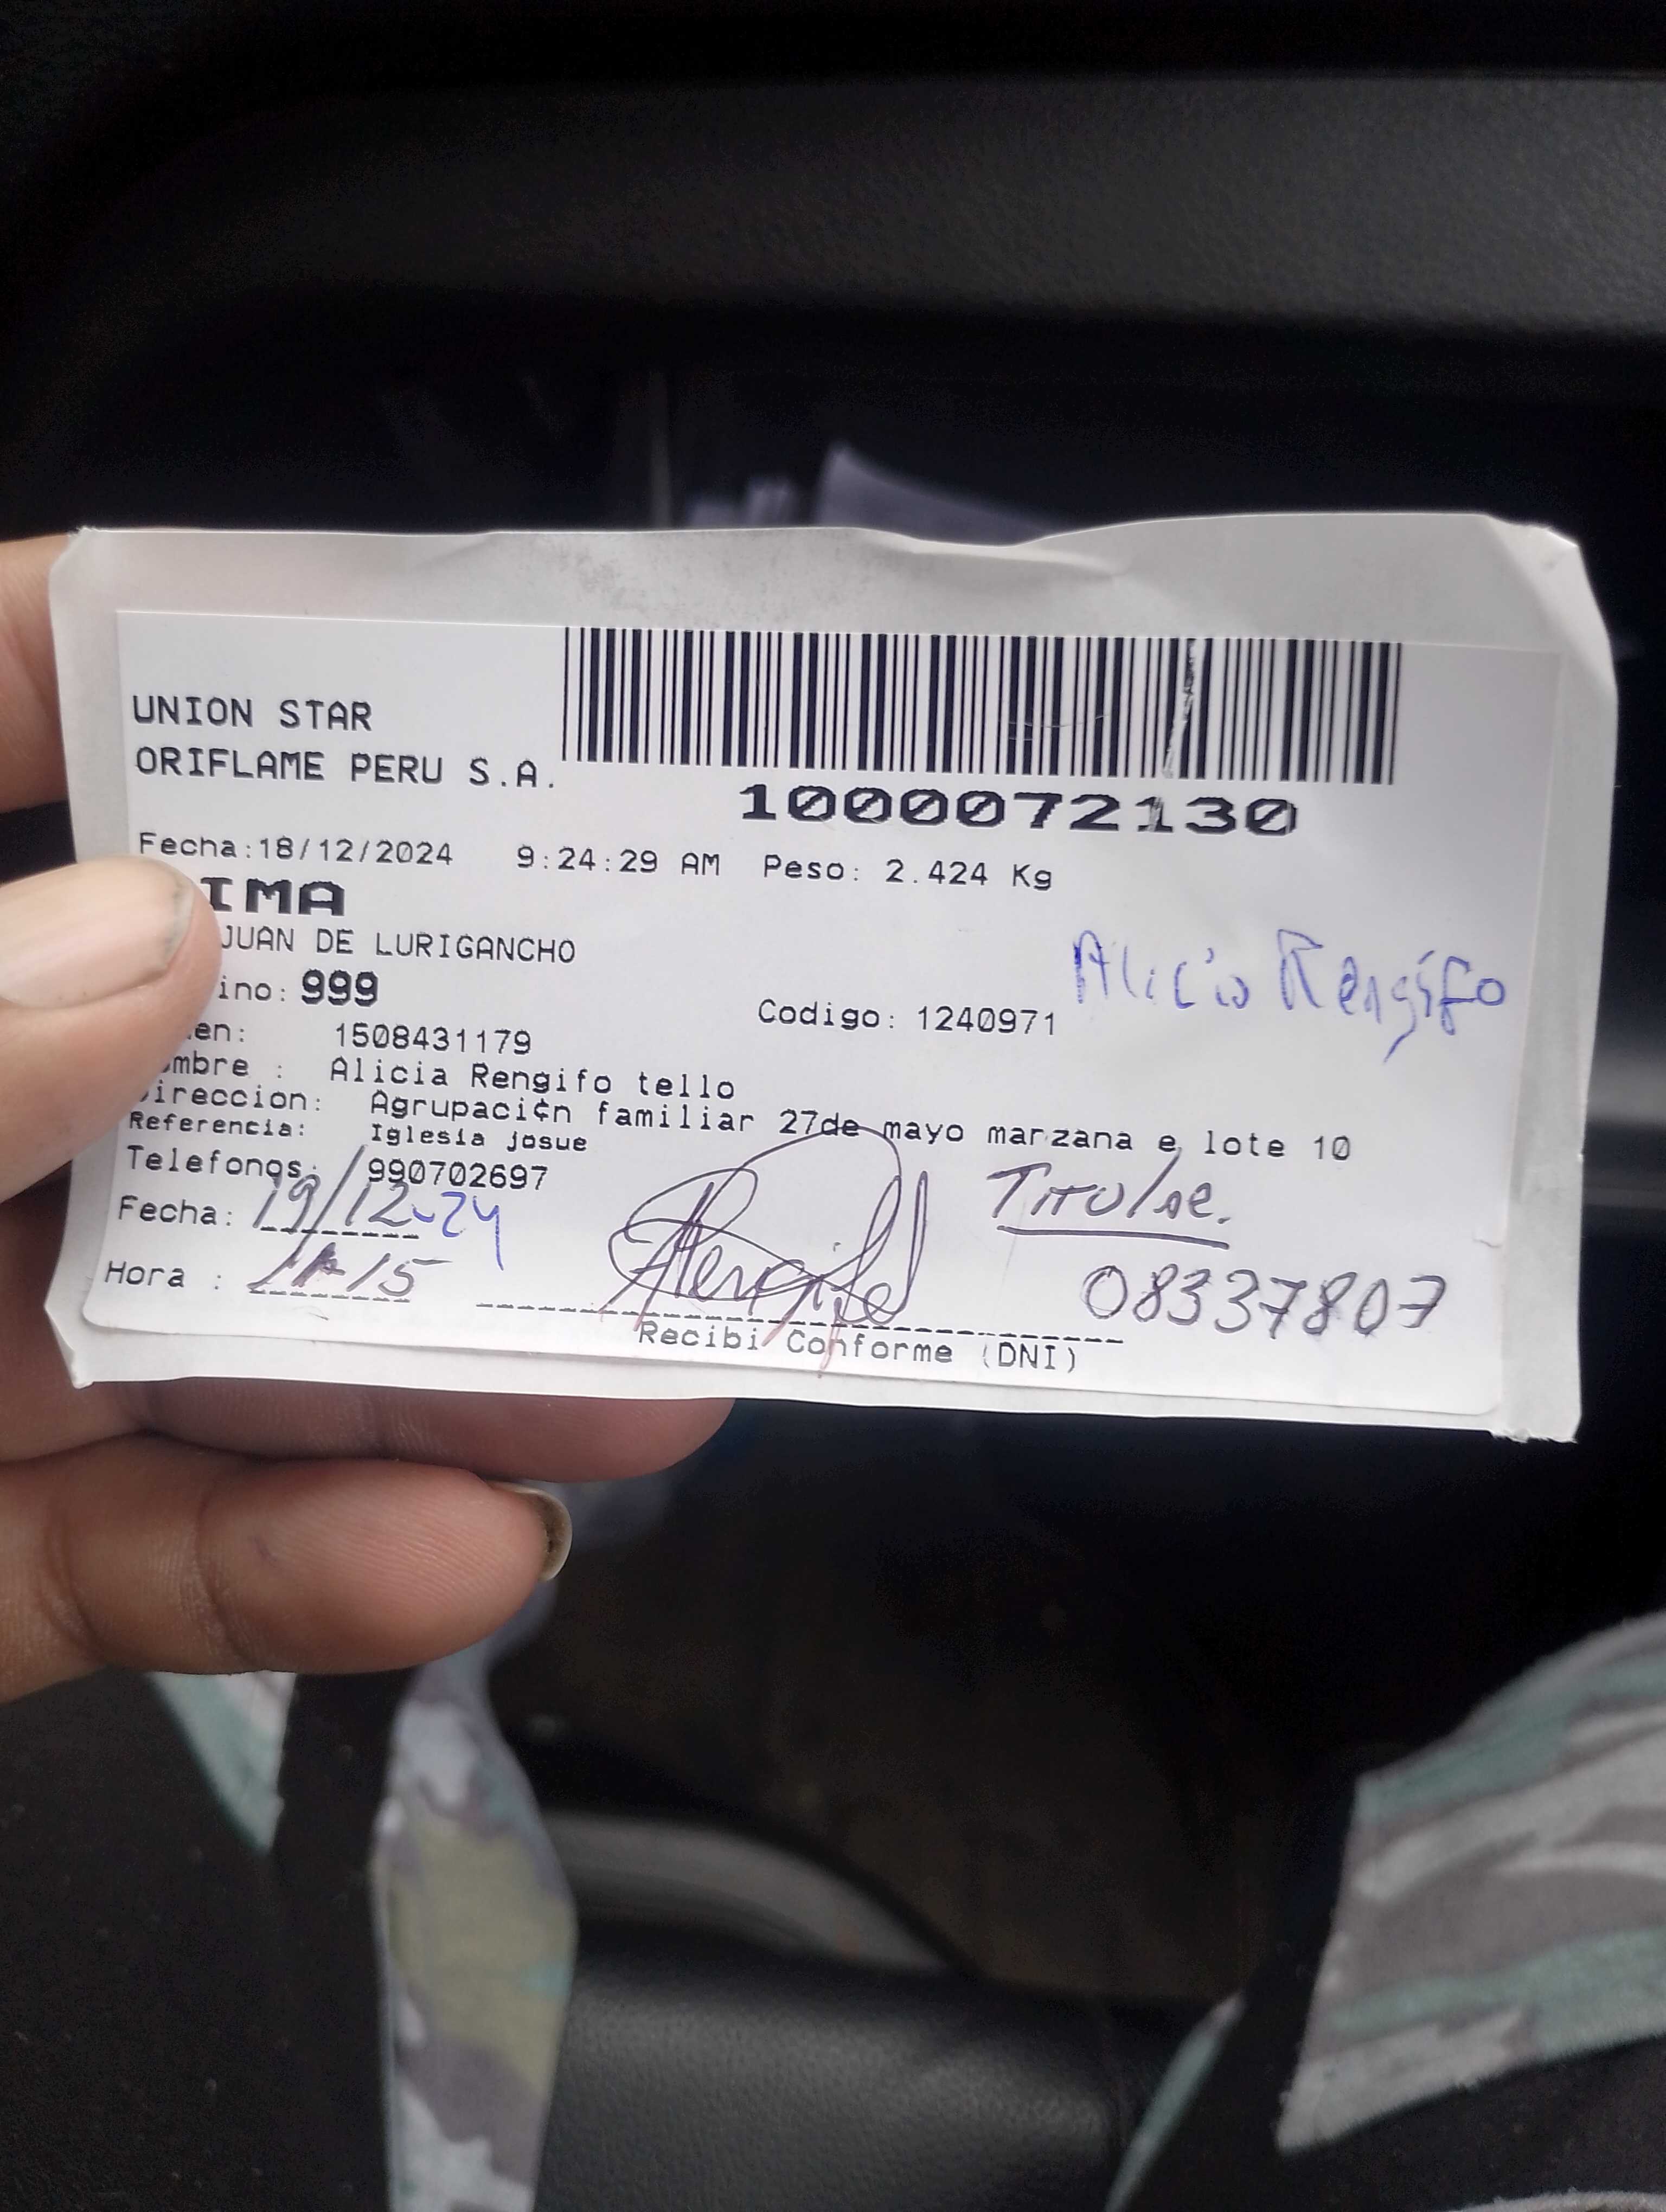 UNION STAR
ORIFLAME PERU S.A.
1000072130
Fecha:18/12/2024 9:24:29 AM Peso: 2.424 Kg
IMA
JUAN DE LURIGANCHO
Alicia Rengifo
ino: 999
Codigo: 1240971
en: 1508431179
mbre : Alicia Rengifo tello
ireccion: Agrupaci¢n familiar 27de mayo marzana e lote 10
Referencia: Iglesia josue
Telefonos: 990702697
Titular.
Fecha: 19/12-24
Hora : 15
08337807
Recibi Conforme (DNI)